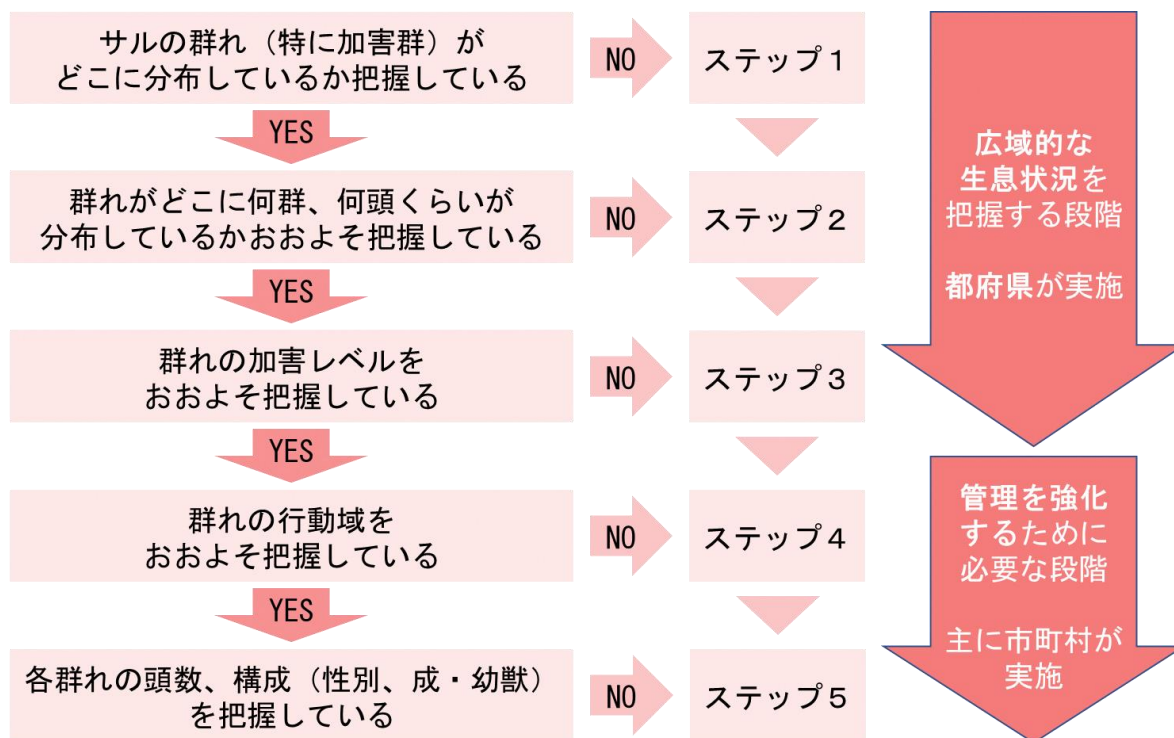 サルの群れ（特に加害群）が
どこに分布しているか把握している
NO
ステップ１
YES
群れがどこに何群、何頭くらいが
分布しているかおおよそ把握している
NO
ステップ２
YES
群れの加害レベルを
おおよそ把握している
NO
ステップ３
YES
群れの行動域を
おおよそ把握している
NO
ステップ４
YES
各群れの頭数、構成（性別、成・幼獣）
を把握している
NO
ステップ５
広域的な
生息状況を
把握する段階
都府県が実施
管理を強化
するために
必要な段階
主に市町村が
実施